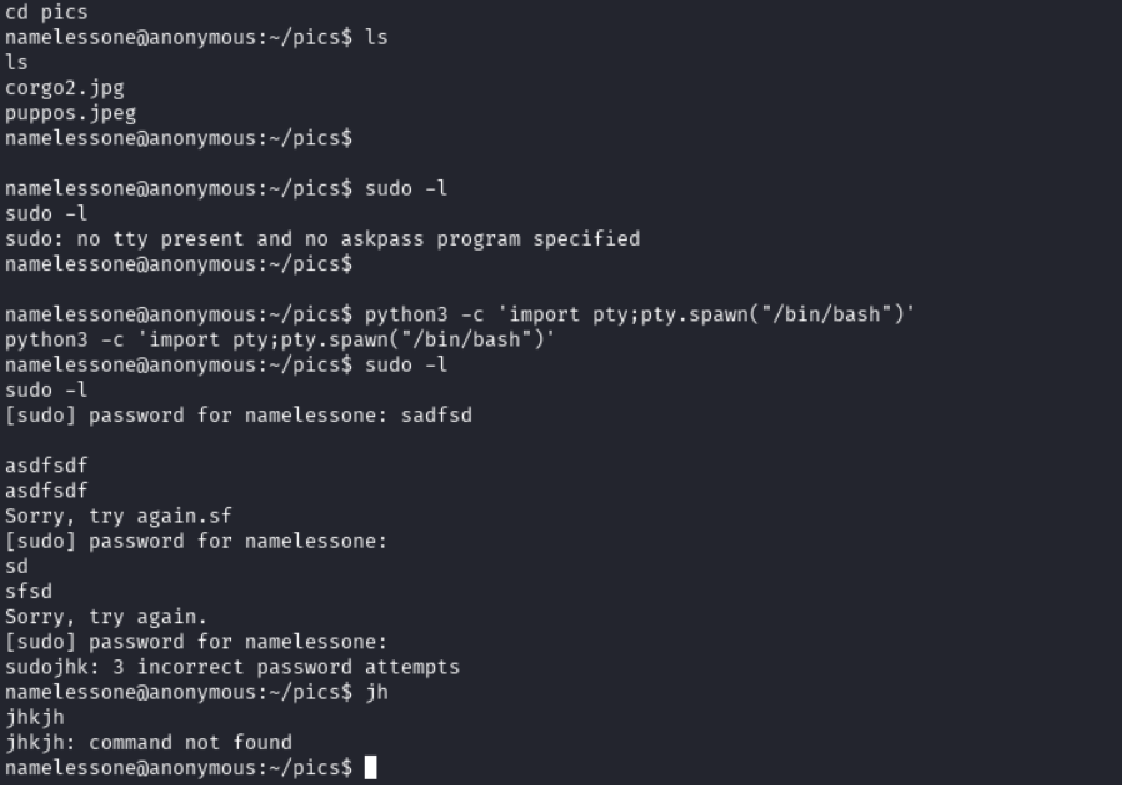 cd pics
namelessone@anonymous:~/pics$ ls
ls
corgo2.jpg
puppos.jpeg
namelessone@anonymous:~/pics$
namelessone@anonymous:~/pics$ sudo -l
sudo -l
sudo: no tty present and no askpass program specified
namelessone@anonymous:~/pics$
namelessone@anonymous:~/pics$ python3 -c 'import pty;pty.spawn("/bin/bash")'
python3 -c 'import pty;pty.spawn("/bin/bash")'
namelessone@anonymous:~/pics$ sudo -l
sudo -l
[sudo] password for namelessone: sadfsd
asdfsdf
asdfsdf
Sorry, try again.sf
[sudo] password for namelessone:
sd
sfsd
Sorry, try again.
[sudo] password for namelessone:
sudojhk: 3 incorrect password attempts
namelessone@anonymous:~/pics$ jh
jhkjh
jhkjh: command not found
namelessone@anonymous:~/pics$